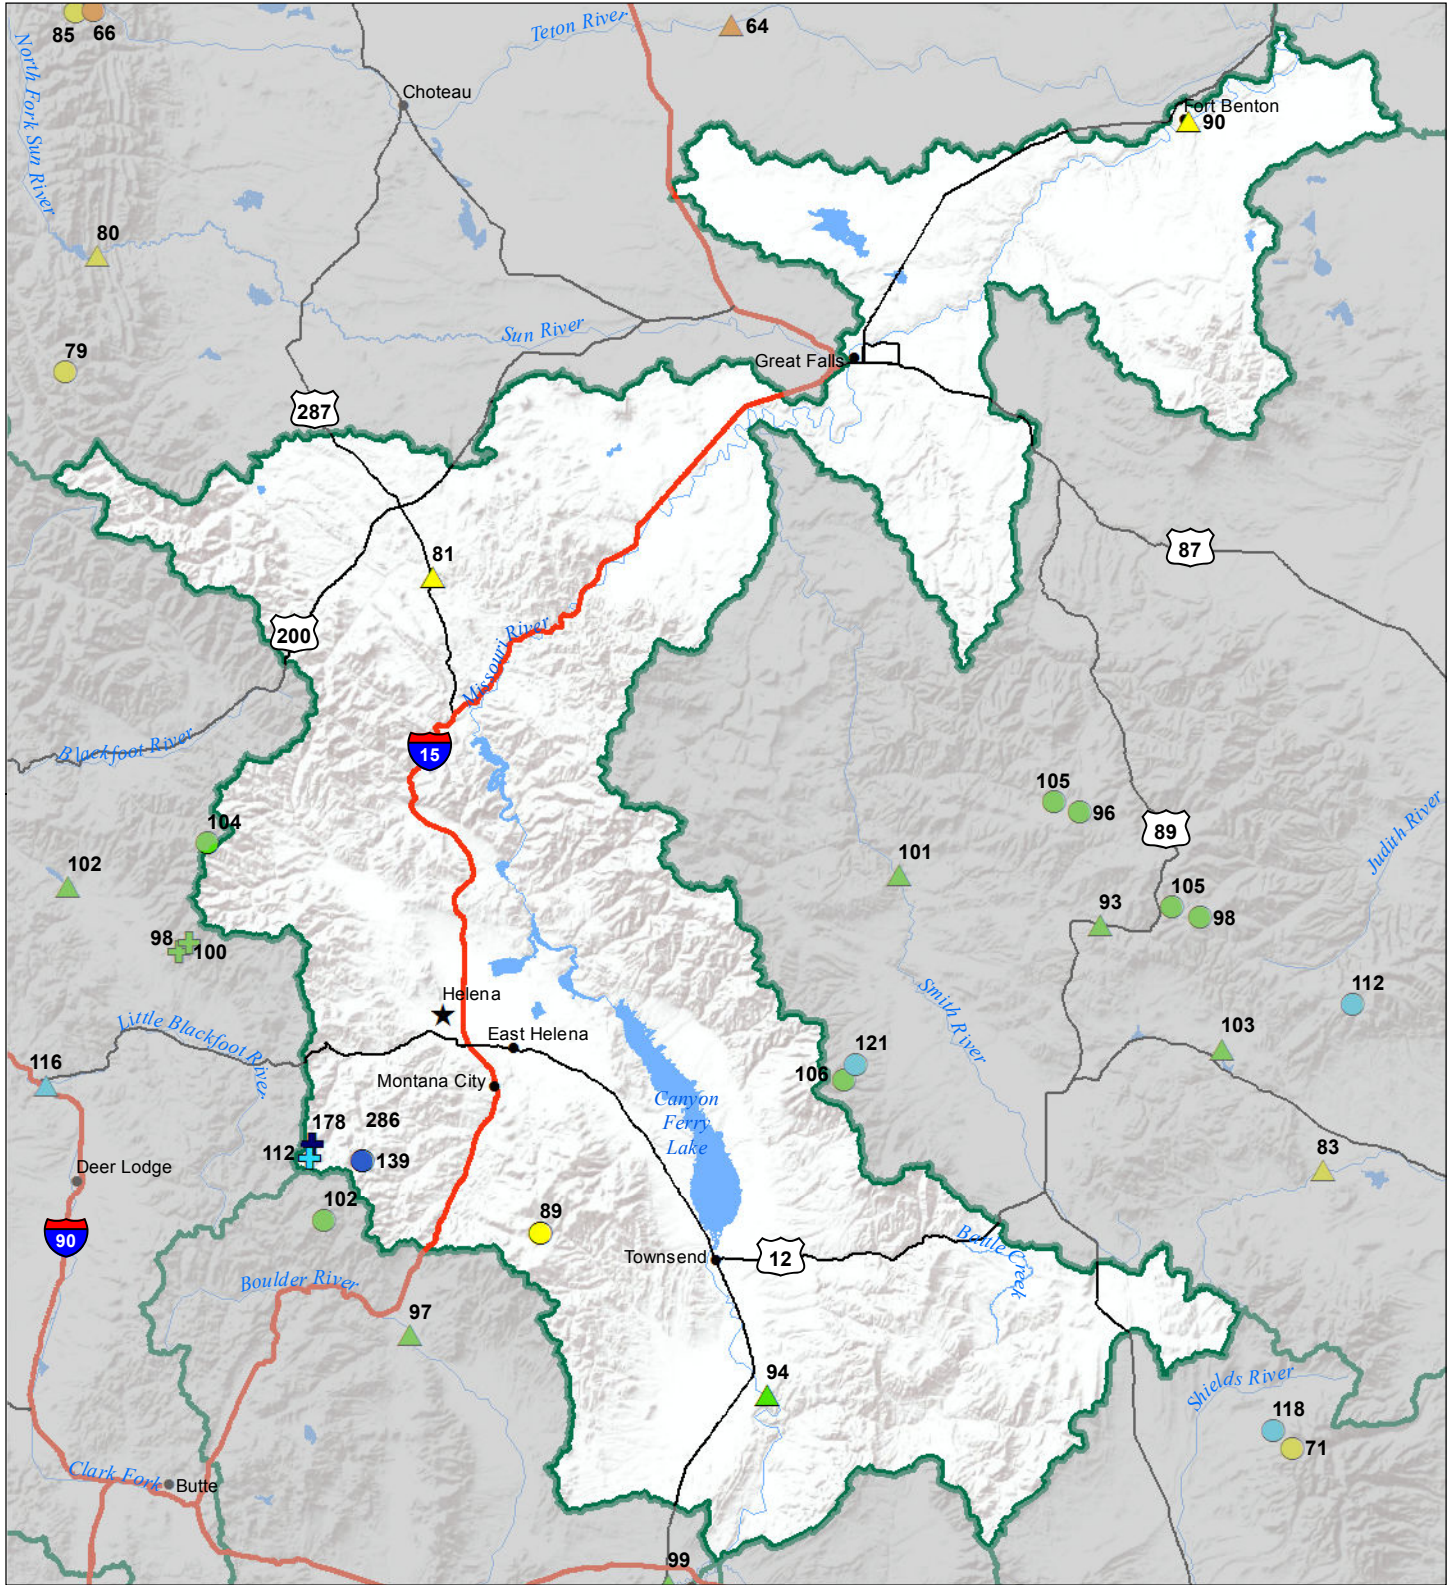 85 66
Teton River
64
North Fork Sun River
Choteau
Fort Benton
90
80
Sun River
79
Great Falls
287
81
87
200
Missouri River
Blackfoot River
15
105
96
89
104
Judith River
102
101
105
93
98
98
100
Helena
112
Smith River
Little Blackfoot River
East Helena
103
116
121
Montana City
106
Canyon
Ferry
Lake
178
286
112
139
Deer Lodge
83
102
89
90
Townsend
12
Battle Creek
Boulder River
97
94
Shields River
118
71
Clark Fork
Butte
99